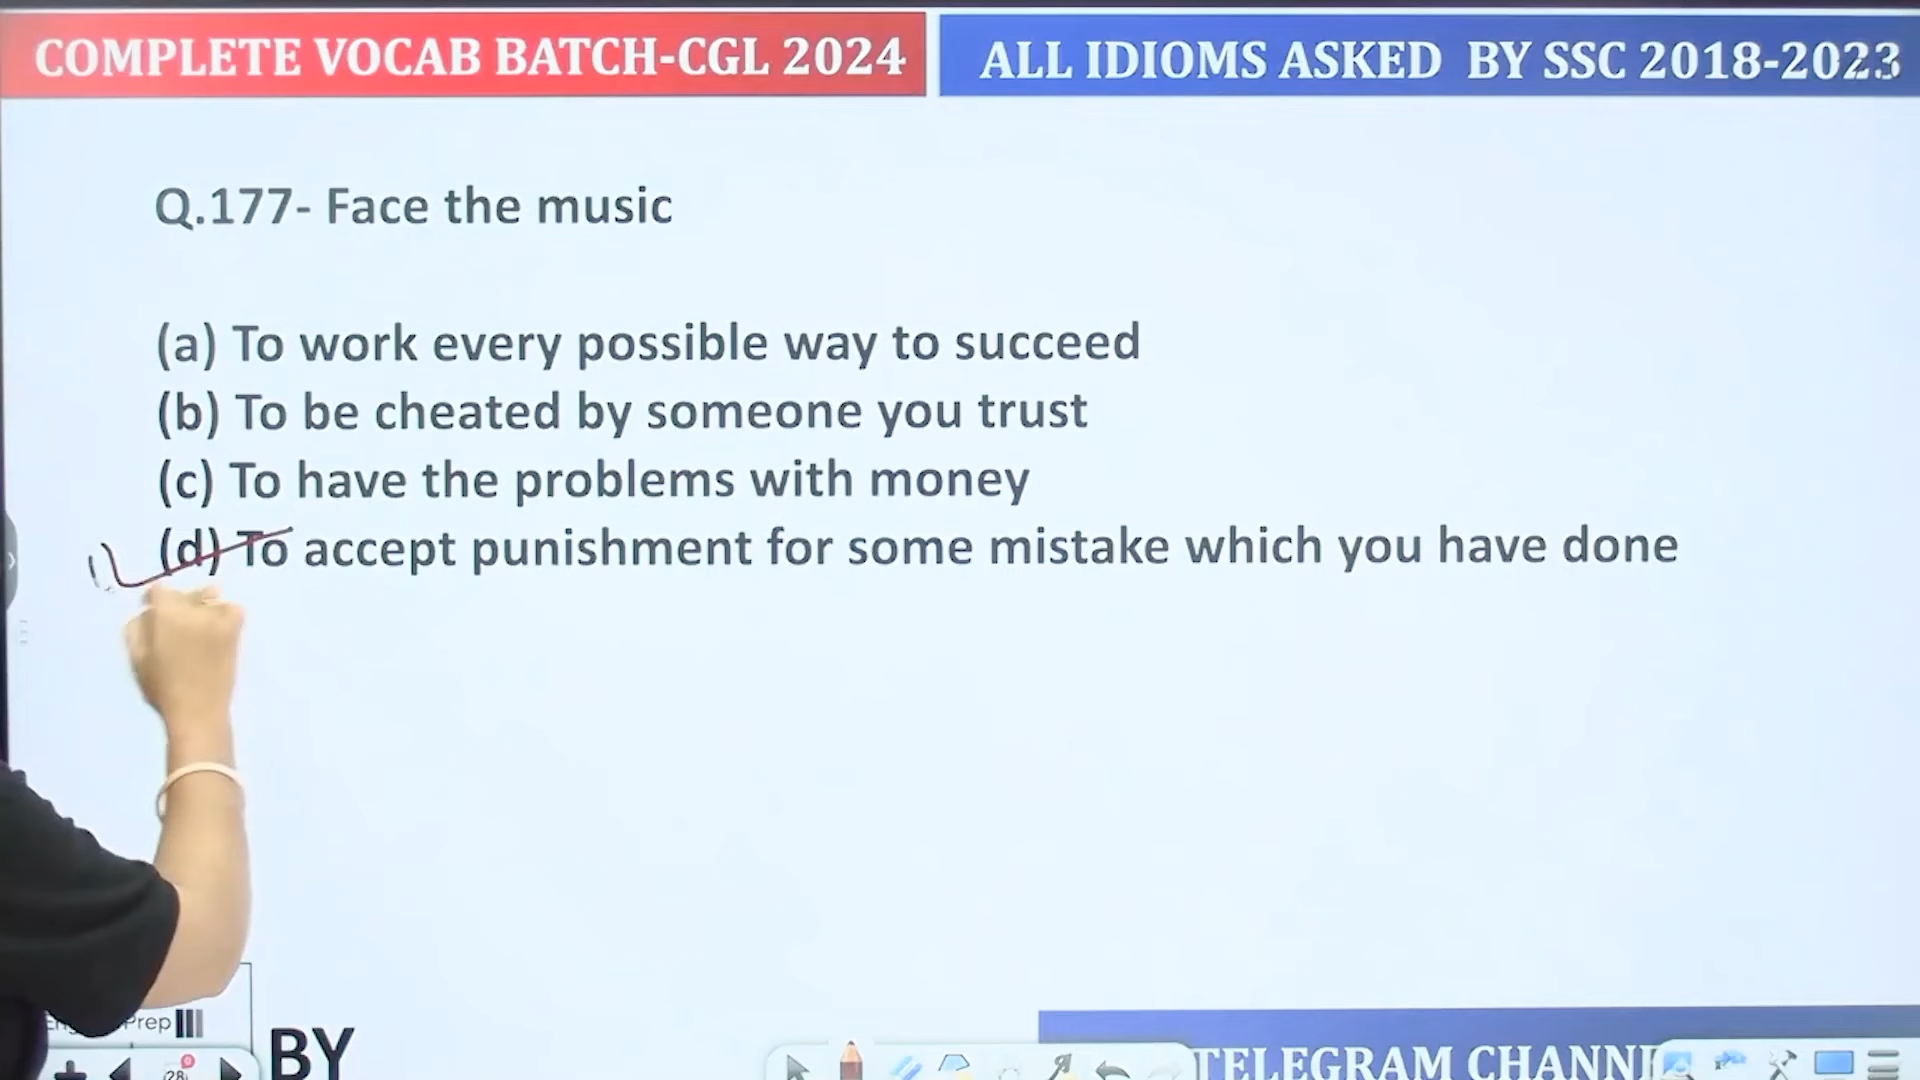 COMPLETE VOCAB BATCH-CGL 2024
ALL IDIOMS ASKED BY SSC 2018-2023
Q.177- Face the music
(a) To work every possible way to succeed
(b) To be cheated by someone you trust
(c) To have the problems with money
(d) To accept punishment for some mistake which you have done
Prep
BY
TELEGRAM